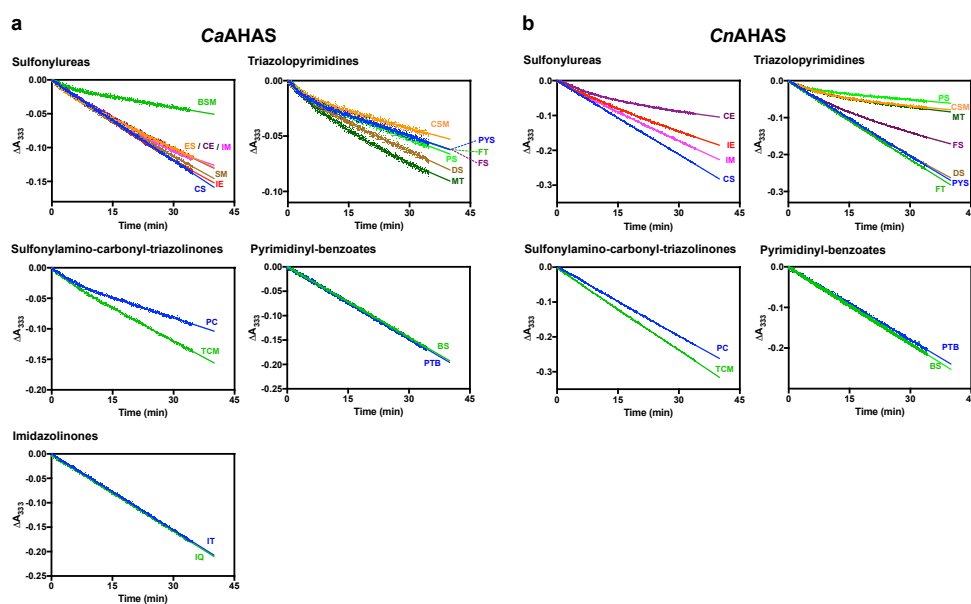 a
CaAHAS
Sulfonylureas
0.00
-0.05
-0.10
-0.15
ΔA333
0 15 30 45
Time (min)
BSM
ES / CE / IM
SM
IE
CS
Triazolopyrimidines
0.00
-0.05
-0.10
ΔA333
0 15 30 45
Time (min)
CSM
PYS
FT
PS
FS
DS
MT
Sulfonylamino-carbonyl-triazolinones
0.00
-0.05
-0.10
-0.15
-0.20
ΔA333
0 15 30 45
Time (min)
PC
TCM
Pyrimidinyl-benzoates
0.00
-0.05
-0.10
-0.15
-0.20
-0.25
ΔA333
0 15 30 45
Time (min)
BS
PTB
Imidazolinones
0.00
-0.05
-0.10
-0.15
-0.20
-0.25
ΔA333
0 15 30 45
Time (min)
IT
IQ
b
CnAHAS
Sulfonylureas
0.0
-0.1
-0.2
-0.3
ΔA333
0 15 30 45
Time (min)
CE
IE
IM
CS
Triazolopyrimidines
0.0
-0.1
-0.2
-0.3
ΔA333
0 15 30 45
Time (min)
PS
CSM
MT
FS
DS
PYS
FT
Sulfonylamino-carbonyl-triazolinones
0.0
-0.1
-0.2
-0.3
ΔA333
0 15 30 45
Time (min)
PC
TCM
Pyrimidinyl-benzoates
0.0
-0.1
-0.2
ΔA333
0 15 30
Time (min)
PTB
BS